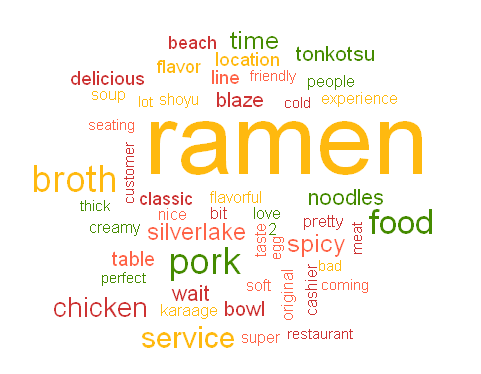 beach time
flavor location tonkotsu
delicious line friendly people
soup lot shoyu blaze cold experience
seating ramen
customer
broth
thick classic flavorful noodles
creamy nice bit love 2 pretty food
silverlake taste egg spicy meat
table pork bad
perfect soft original cashier coming
chicken wait karaage bowl
service super restaurant